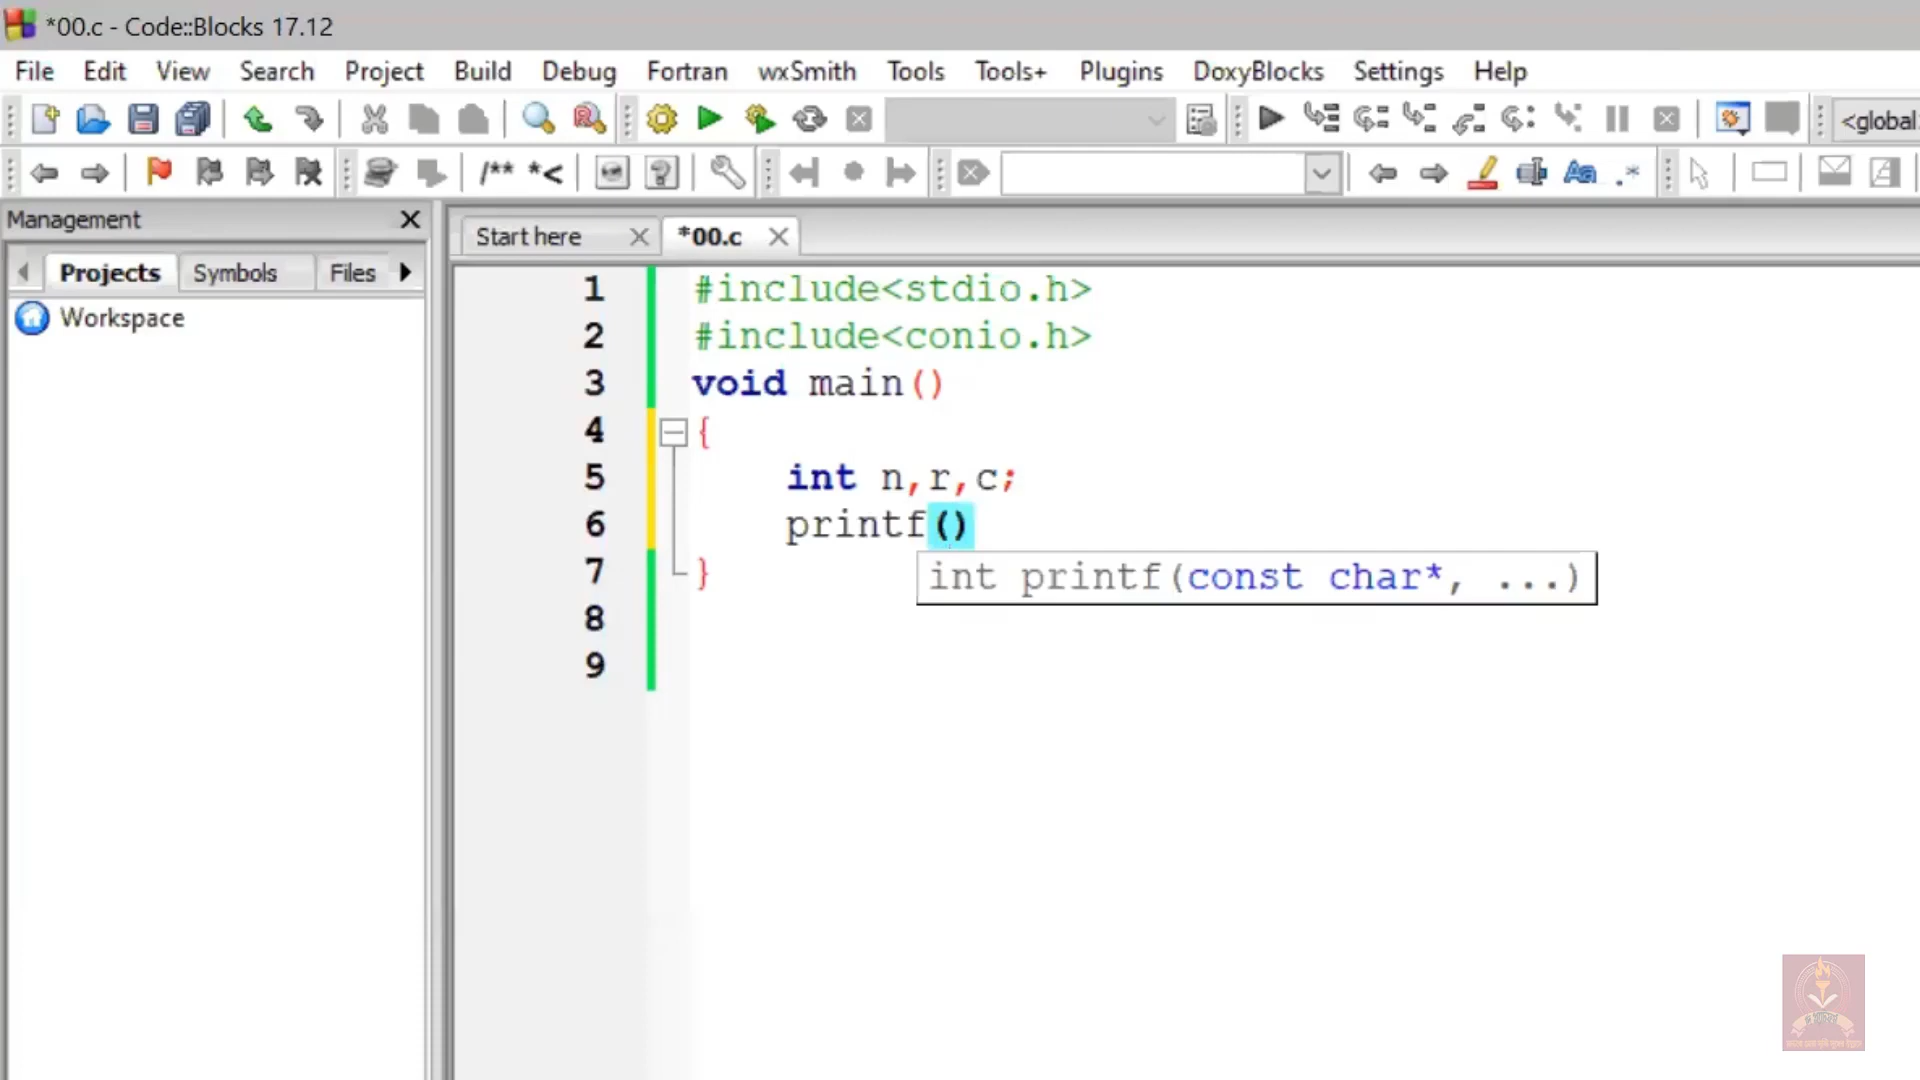 *00.c - Code::Blocks 17.12
File Edit View Search Project Build Debug Fortran wxSmith Tools Tools+ Plugins DoxyBlocks Settings Help
<global
/** *<
Management
Start here *00.c
Projects Symbols Files
Workspace
1 #include<stdio.h>
2 #include<conio.h>
3 void main()
4 {
5 int n,r,c;
6 printf()
int printf(const char*, ...)
7 }
8
9